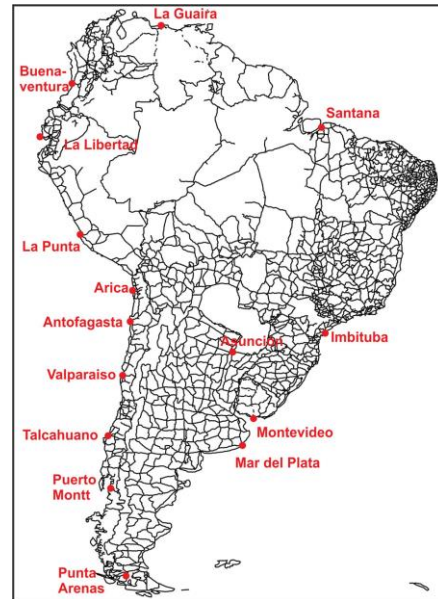 La Guaira
Buena-
ventura
Santana
La Libertad
La Punta
Arica
Antofagasta
Asunción
Imbituba
Valparaiso
Montevideo
Talcahuano
Mar del Plata
Puerto
Montt
Punta
Arenas